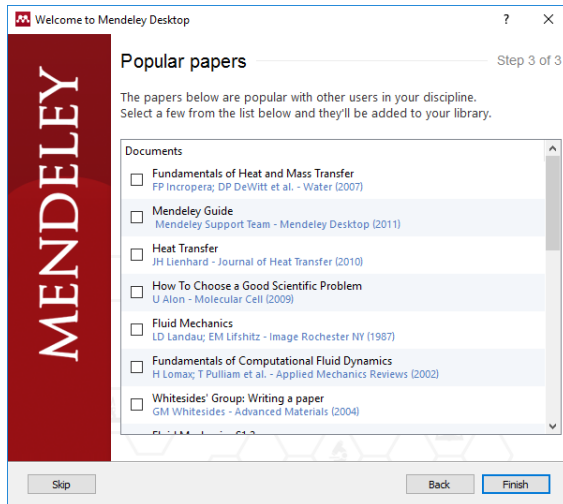 Welcome to Mendeley Desktop
MENDELEY
Popular papers
Step 3 of 3
The papers below are popular with other users in your discipline.
Select a few from the list below and they'll be added to your library.
Documents
Fundamentals of Heat and Mass Transfer
FP Incropera; DP DeWitt et al. - Water (2007)
Mendeley Guide
Mendeley Support Team - Mendeley Desktop (2011)
Heat Transfer
JH Lienhard - Journal of Heat Transfer (2010)
How To Choose a Good Scientific Problem
U Alon - Molecular Cell (2009)
Fluid Mechanics
LD Landau; EM Lifshitz - Image Rochester NY (1987)
Fundamentals of Computational Fluid Dynamics
H Lomax; T Pulliam et al. - Applied Mechanics Reviews (2002)
Whitesides' Group: Writing a paper
GM Whitesides - Advanced Materials (2004)
Skip
Back
Finish